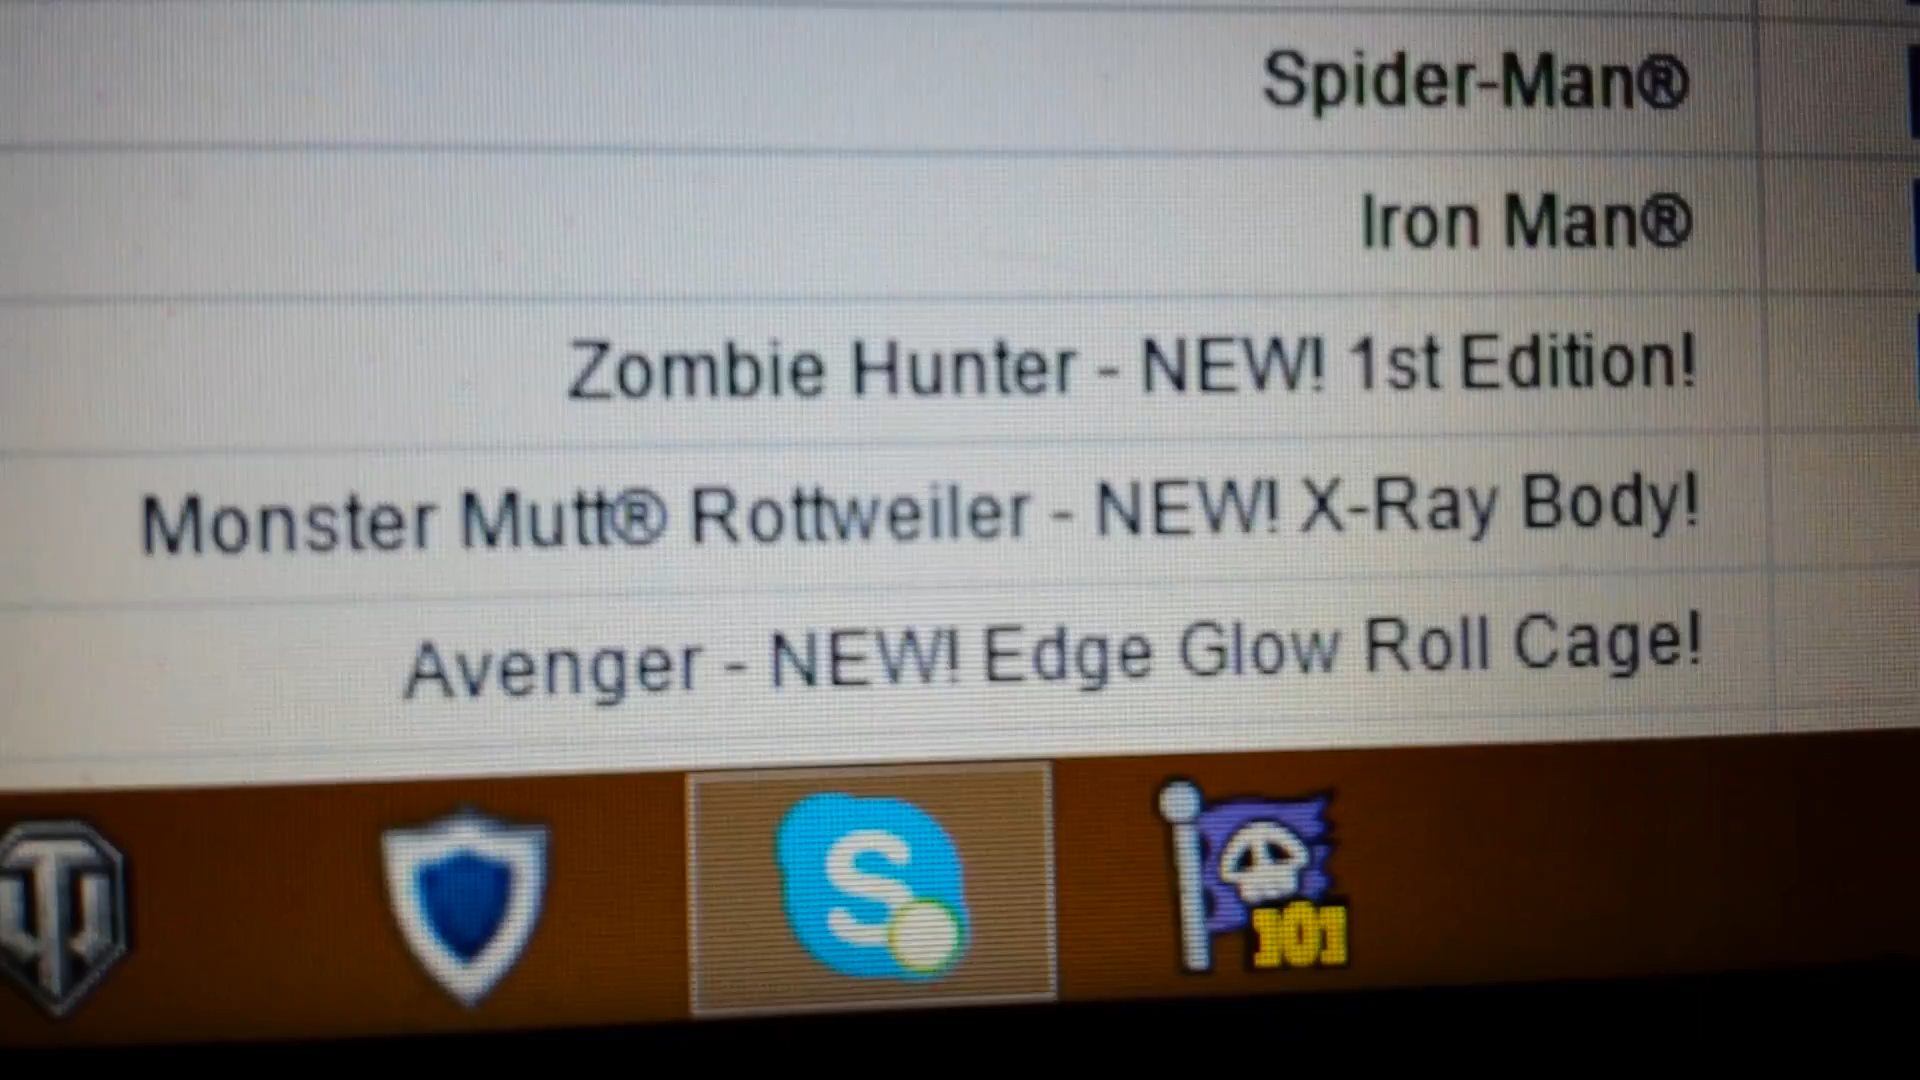 Spider-Man®
Iron Man®
Zombie Hunter - NEW! 1st Edition!
Monster Mutt® Rottweiler - NEW! X-Ray Body!
Avenger - NEW! Edge Glow Roll Cage!
S
101